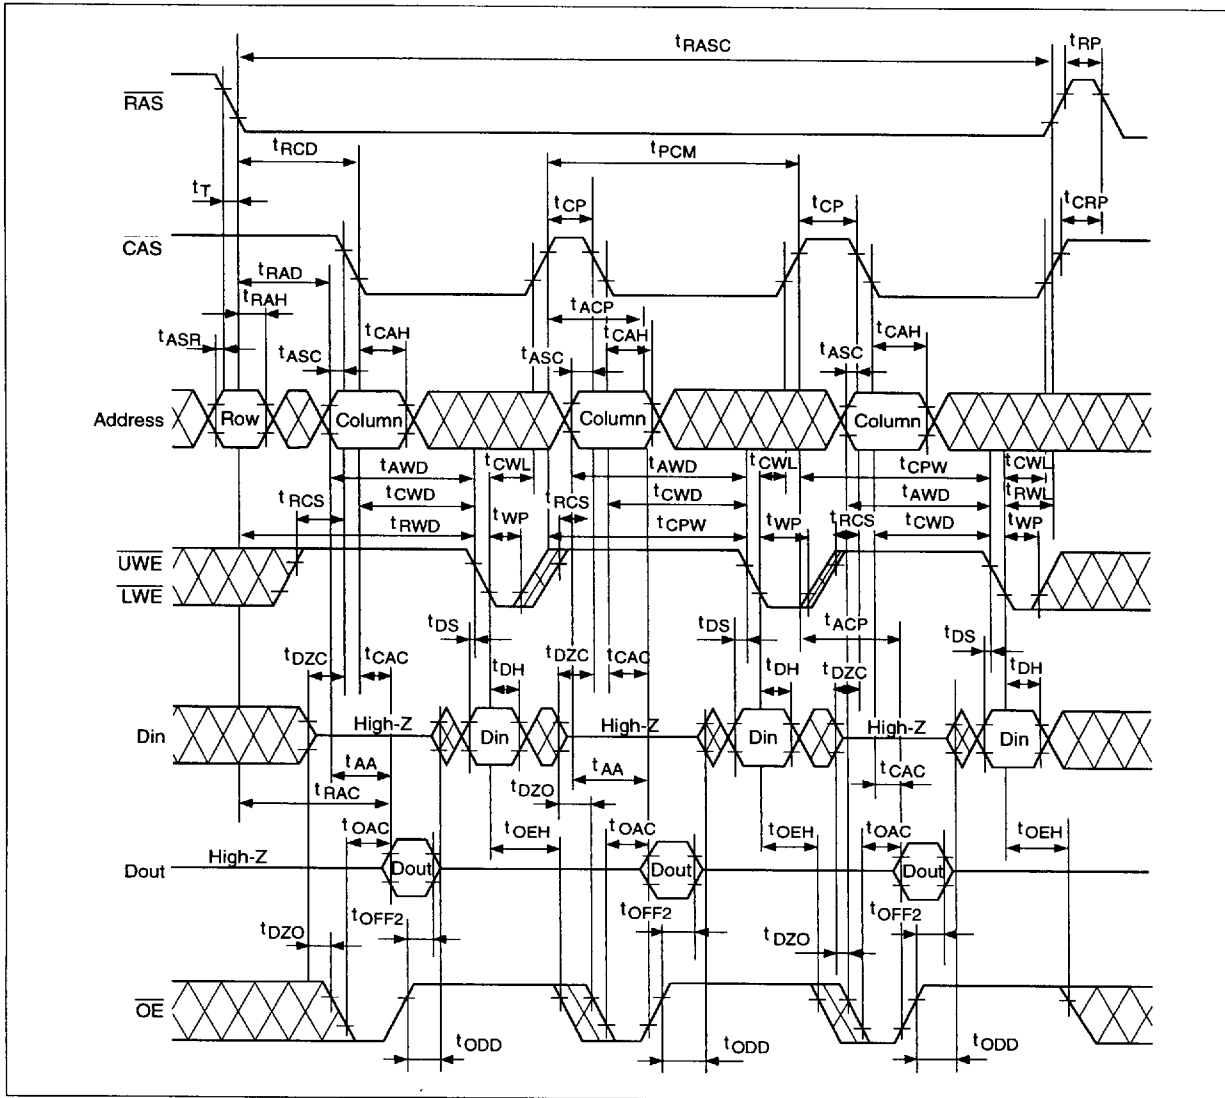 tRASC tRP
RAS
tRCD tPCM
tT tCP tCP tCRP
CAS
tRAD
tRAH tACP
tASR tCAH tCAH tCAH
tASC tASC tASC
Address Row Column Column Column
tAWD tCWL tAWD tCWL tCPW tCWL
tRCS tCWD tRCS tCWD tAWD tRWL
tRWD tWP tCPW tWP tRCS tCWD tWP
UWE
LWE
tDS tDS tACP tDS
tDZC tCAC tDH tDZC tCAC tDH tDZC tDH
Din High-Z Din High-Z Din High-Z Din
tAA tAA tCAC
tRAC tDZO
tOAC tOEH tOAC tOEH tOAC tOEH
High-Z
Dout Dout Dout Dout
tOFF2 tOFF2 tOFF2
tDZO tDZO
OE
tODD tODD tODD